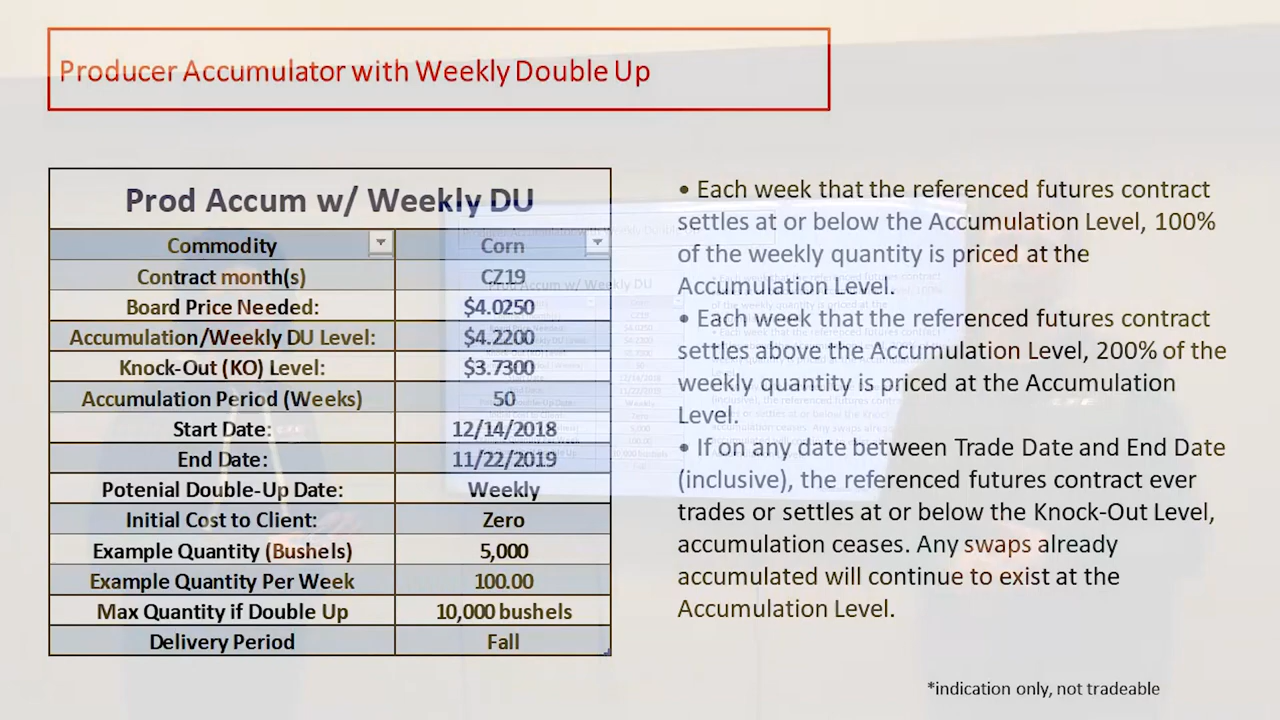 Producer Accumulator with Weekly Double Up
Prod Accum w/ Weekly DU
Commodity Corn
Contract month(s) CZ19
Board Price Needed: $4.0250
Accumulation/Weekly DU Level: $4.2200
Knock-Out (KO) Level: $3.7300
Accumulation Period (Weeks) 50
Start Date: 12/14/2018
End Date: 11/22/2019
Potenial Double-Up Date: Weekly
Initial Cost to Client: Zero
Example Quantity (Bushels) 5,000
Example Quantity Per Week 100.00
Max Quantity if Double Up 10,000 bushels
Delivery Period Fall
• Each week that the referenced futures contract
settles at or below the Accumulation Level, 100%
of the weekly quantity is priced at the
Accumulation Level.
• Each week that the referenced futures contract
settles above the Accumulation Level, 200% of the
weekly quantity is priced at the Accumulation
Level.
• If on any date between Trade Date and End Date
(inclusive), the referenced futures contract ever
trades or settles at or below the Knock-Out Level,
accumulation ceases. Any swaps already
accumulated will continue to exist at the
Accumulation Level.
*indication only, not tradeable